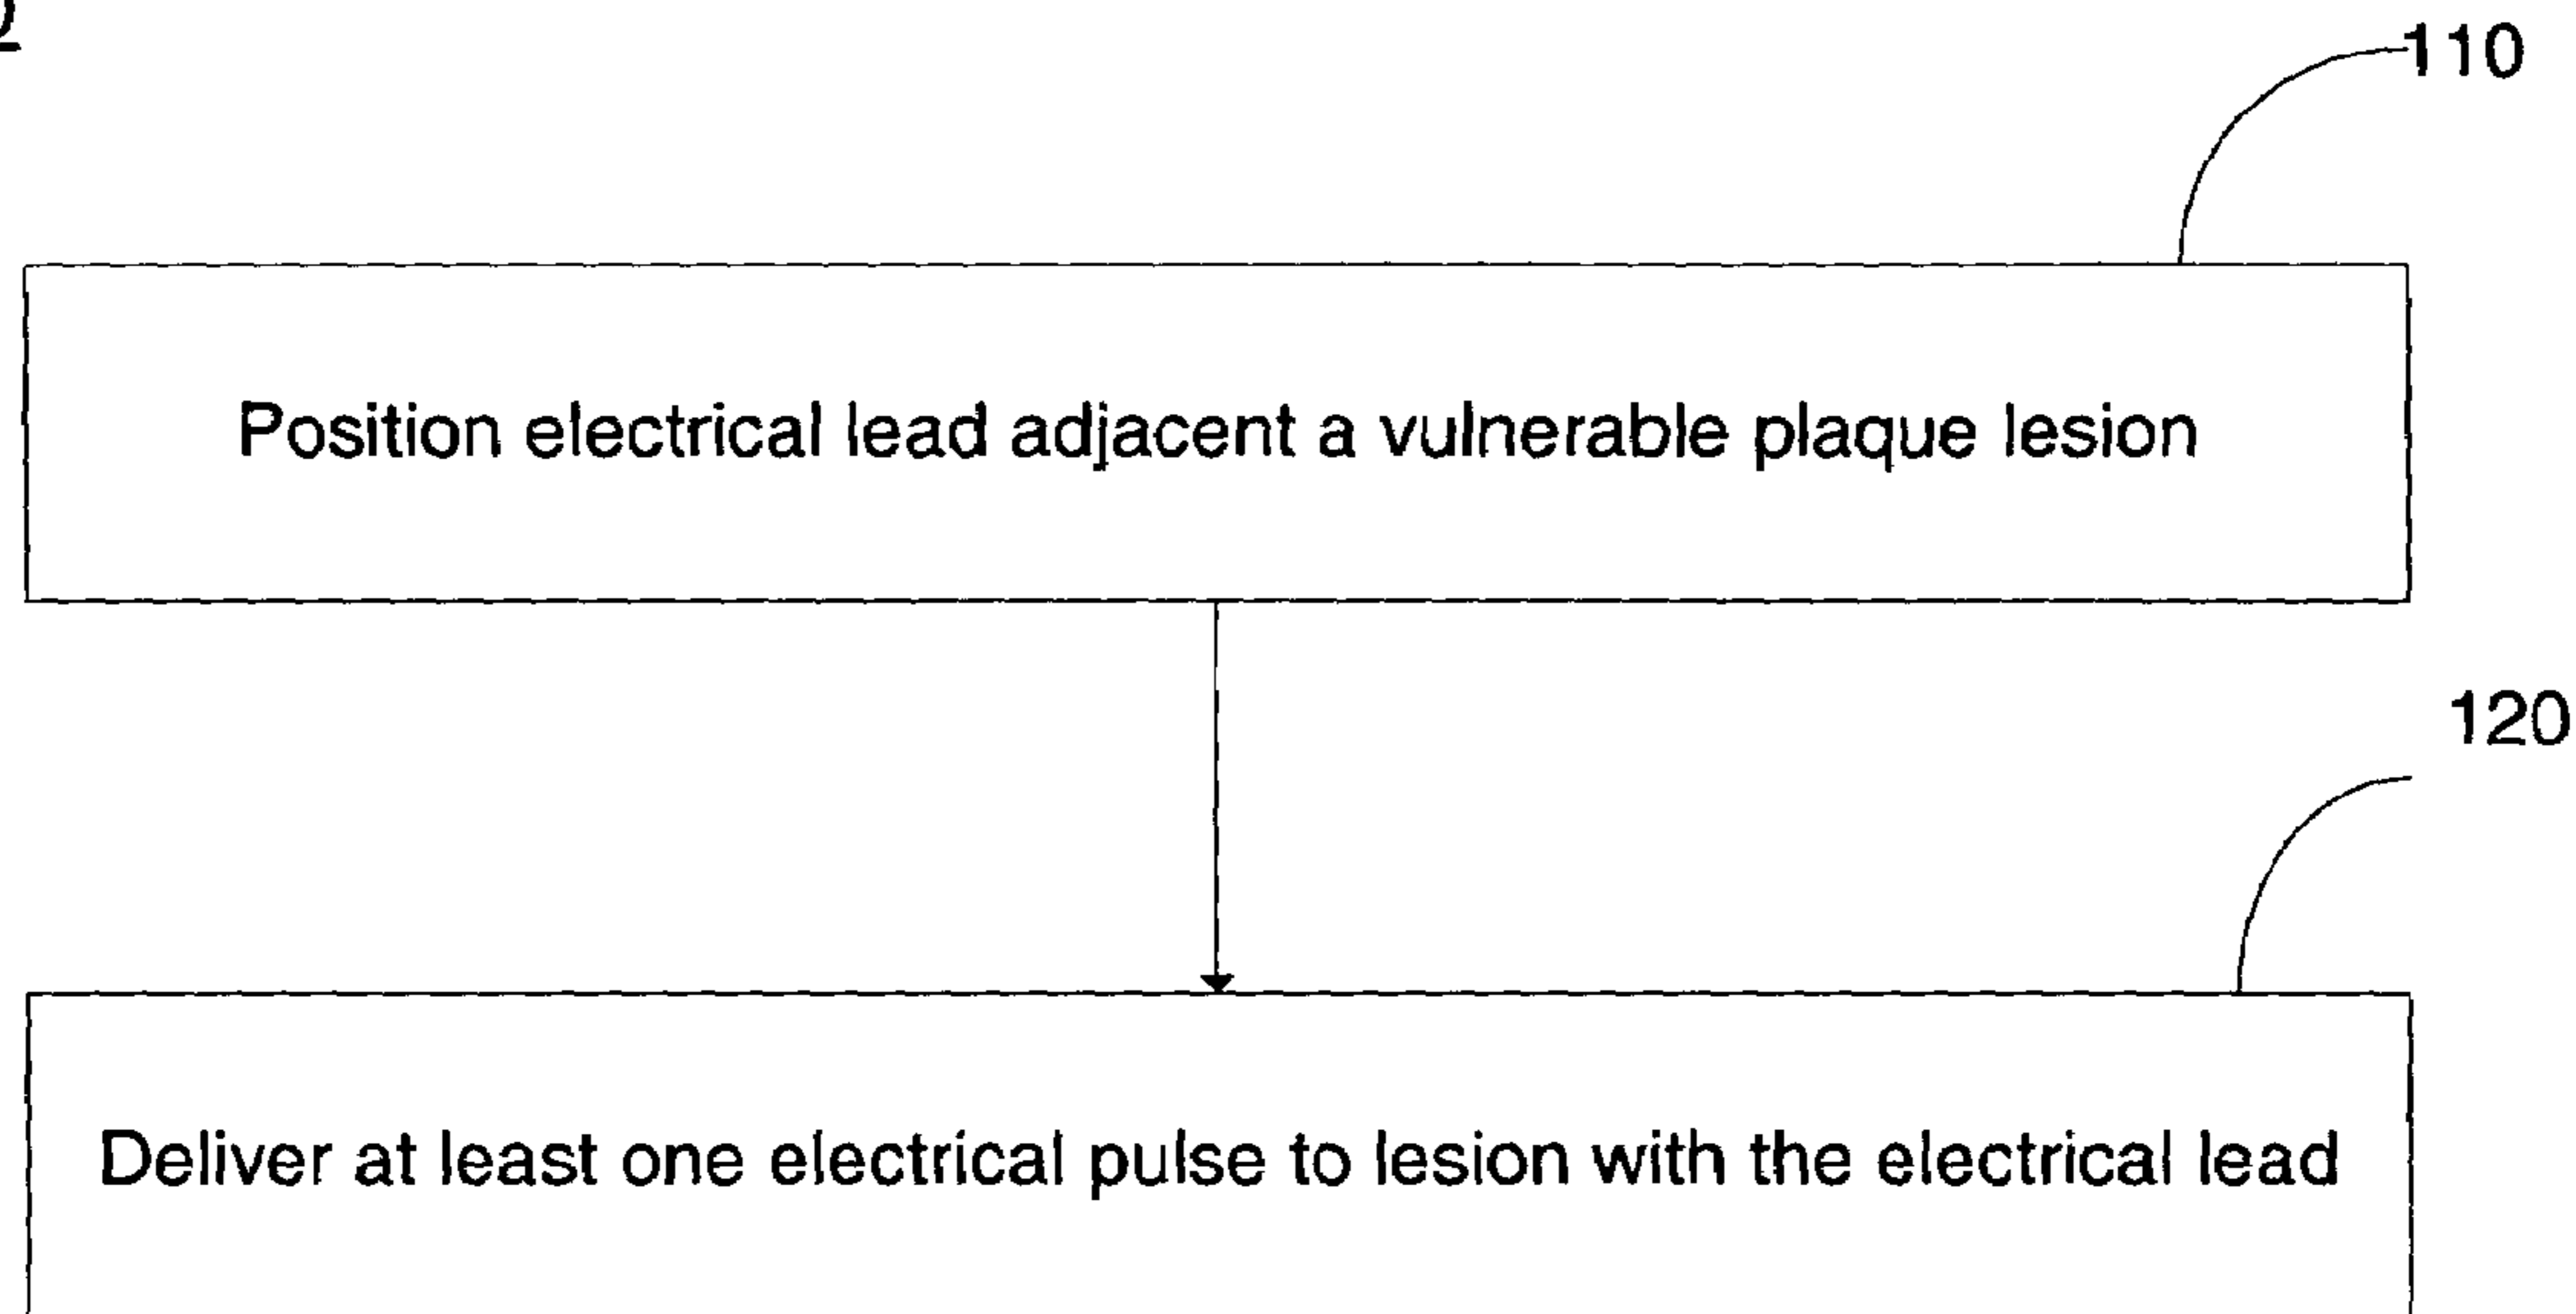 110
Position electrical lead adjacent a vulnerable plaque lesion
120
Deliver at least one electrical pulse to lesion with the electrical lead